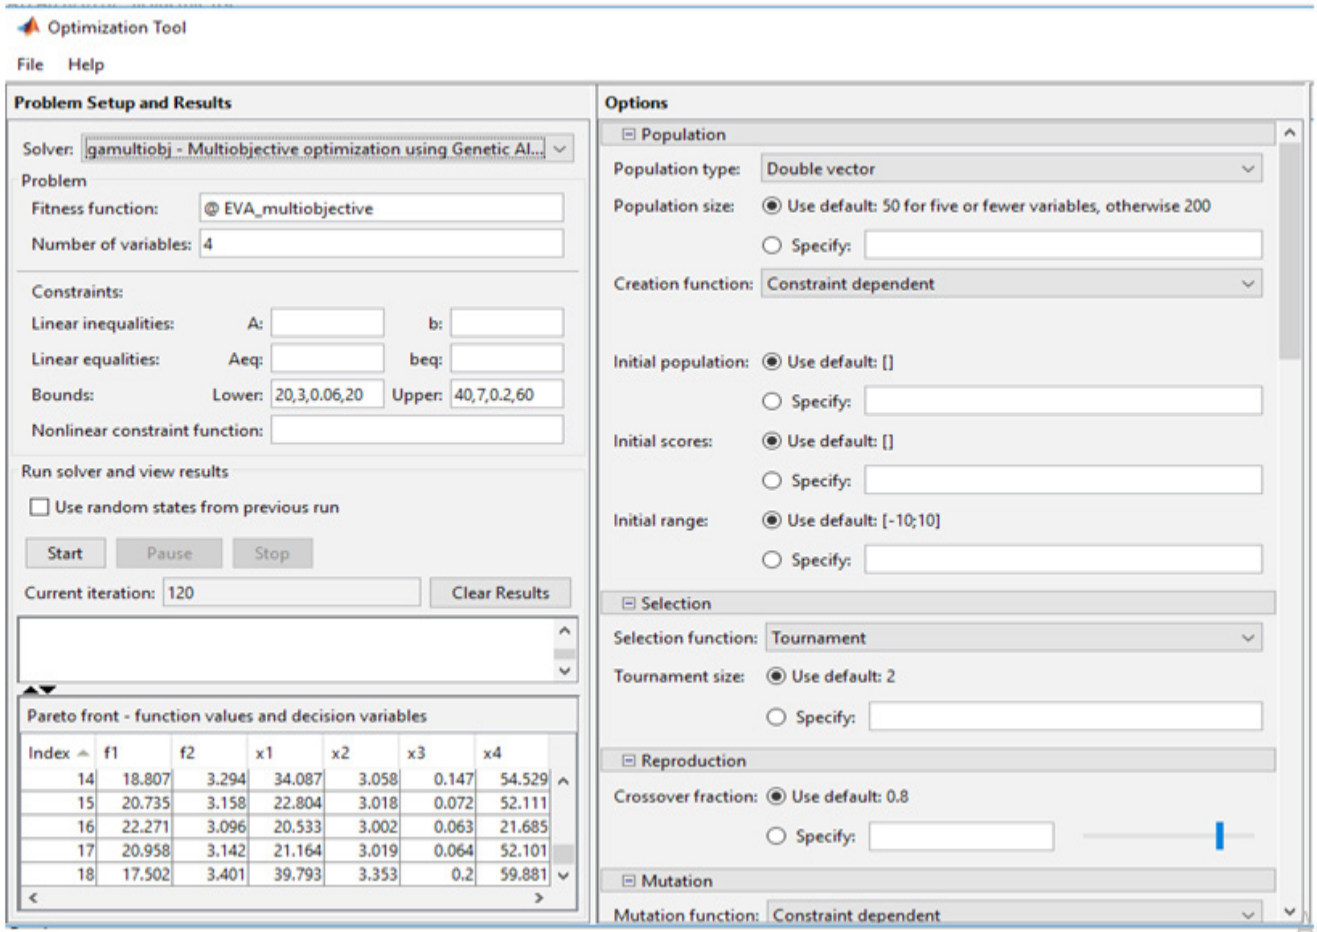 Optimization Tool
File Help
Problem Setup and Results
Solver: gamultiobj - Multiobjective optimization using Genetic Al...
Problem
Fitness function: @ EVA_multiobjective
Number of variables: 4
Constraints:
Linear inequalities: A: b:
Linear equalities: Aeq: beq:
Bounds: Lower: 20,3,0.06,20 Upper: 40,7,0.2,60
Nonlinear constraint function:
Run solver and view results
Use random states from previous run
Start Pause Stop
Current iteration: 120 Clear Results
Pareto front - function values and decision variables
Index f1 f2 x1 x2 x3 x4
14 18.807 3.294 34.087 3.058 0.147 54.529
15 20.735 3.158 22.804 3.018 0.072 52.111
16 22.271 3.096 20.533 3.002 0.063 21.685
17 20.958 3.142 21.164 3.019 0.064 52.101
18 17.502 3.401 39.793 3.353 0.2 59.881
Options
Population
Population type: Double vector
Population size: Use default: 50 for five or fewer variables, otherwise 200
Specify:
Creation function: Constraint dependent
Initial population: Use default: []
Specify:
Initial scores: Use default: []
Specify:
Initial range: Use default: [-10;10]
Specify:
Selection
Selection function: Tournament
Tournament size: Use default: 2
Specify:
Reproduction
Crossover fraction: Use default: 0.8
Specify:
Mutation
Mutation function: Constraint dependent